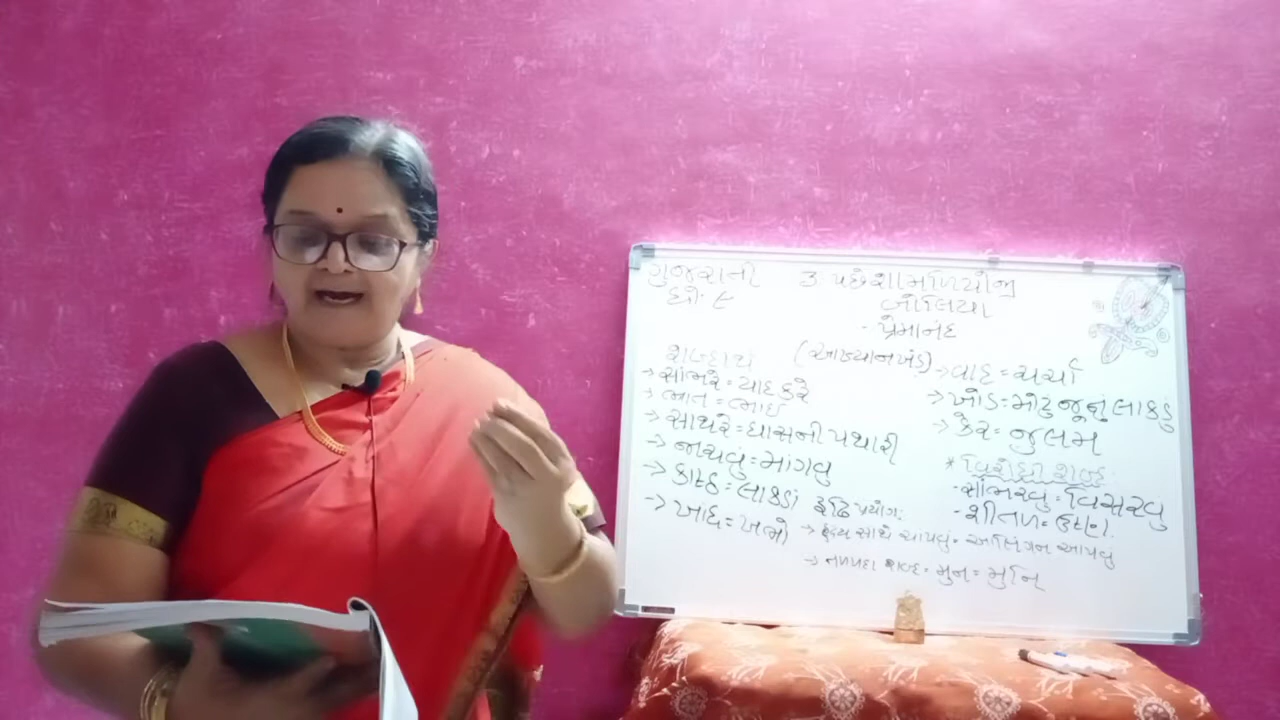 ગુજરાતી
ધો. ૯
૩. પછે શામળિયોજી
બોલિયા
- પ્રેમાનંદ
(આખ્યાનખંડ)
શબ્દાર્થ
→ સાંભરે = યાદ કરે
→ ભ્રાત = ભાઈ
→ સાથરે = ઘાસની પથારી
→ જાચવું = માંગવુ
→ કાષ્ઠ = લાકડાં
→ ખાંધ = ખભો
→ વાદ = ચર્ચા
→ ખોડ = મોટુ જૂનું લાકડું
→ કેર = જુલમ
* વિરોધી શબ્દ
- સાંભરવુ = વિસરવુ
- શીતળ = ઉષ્ણ
રૂઢિપ્રયોગ:
→ હૃદય સાથે ચાંપવું = આલિંગન આપવું
→ તળપદા શબ્દ = મુન = મુનિ